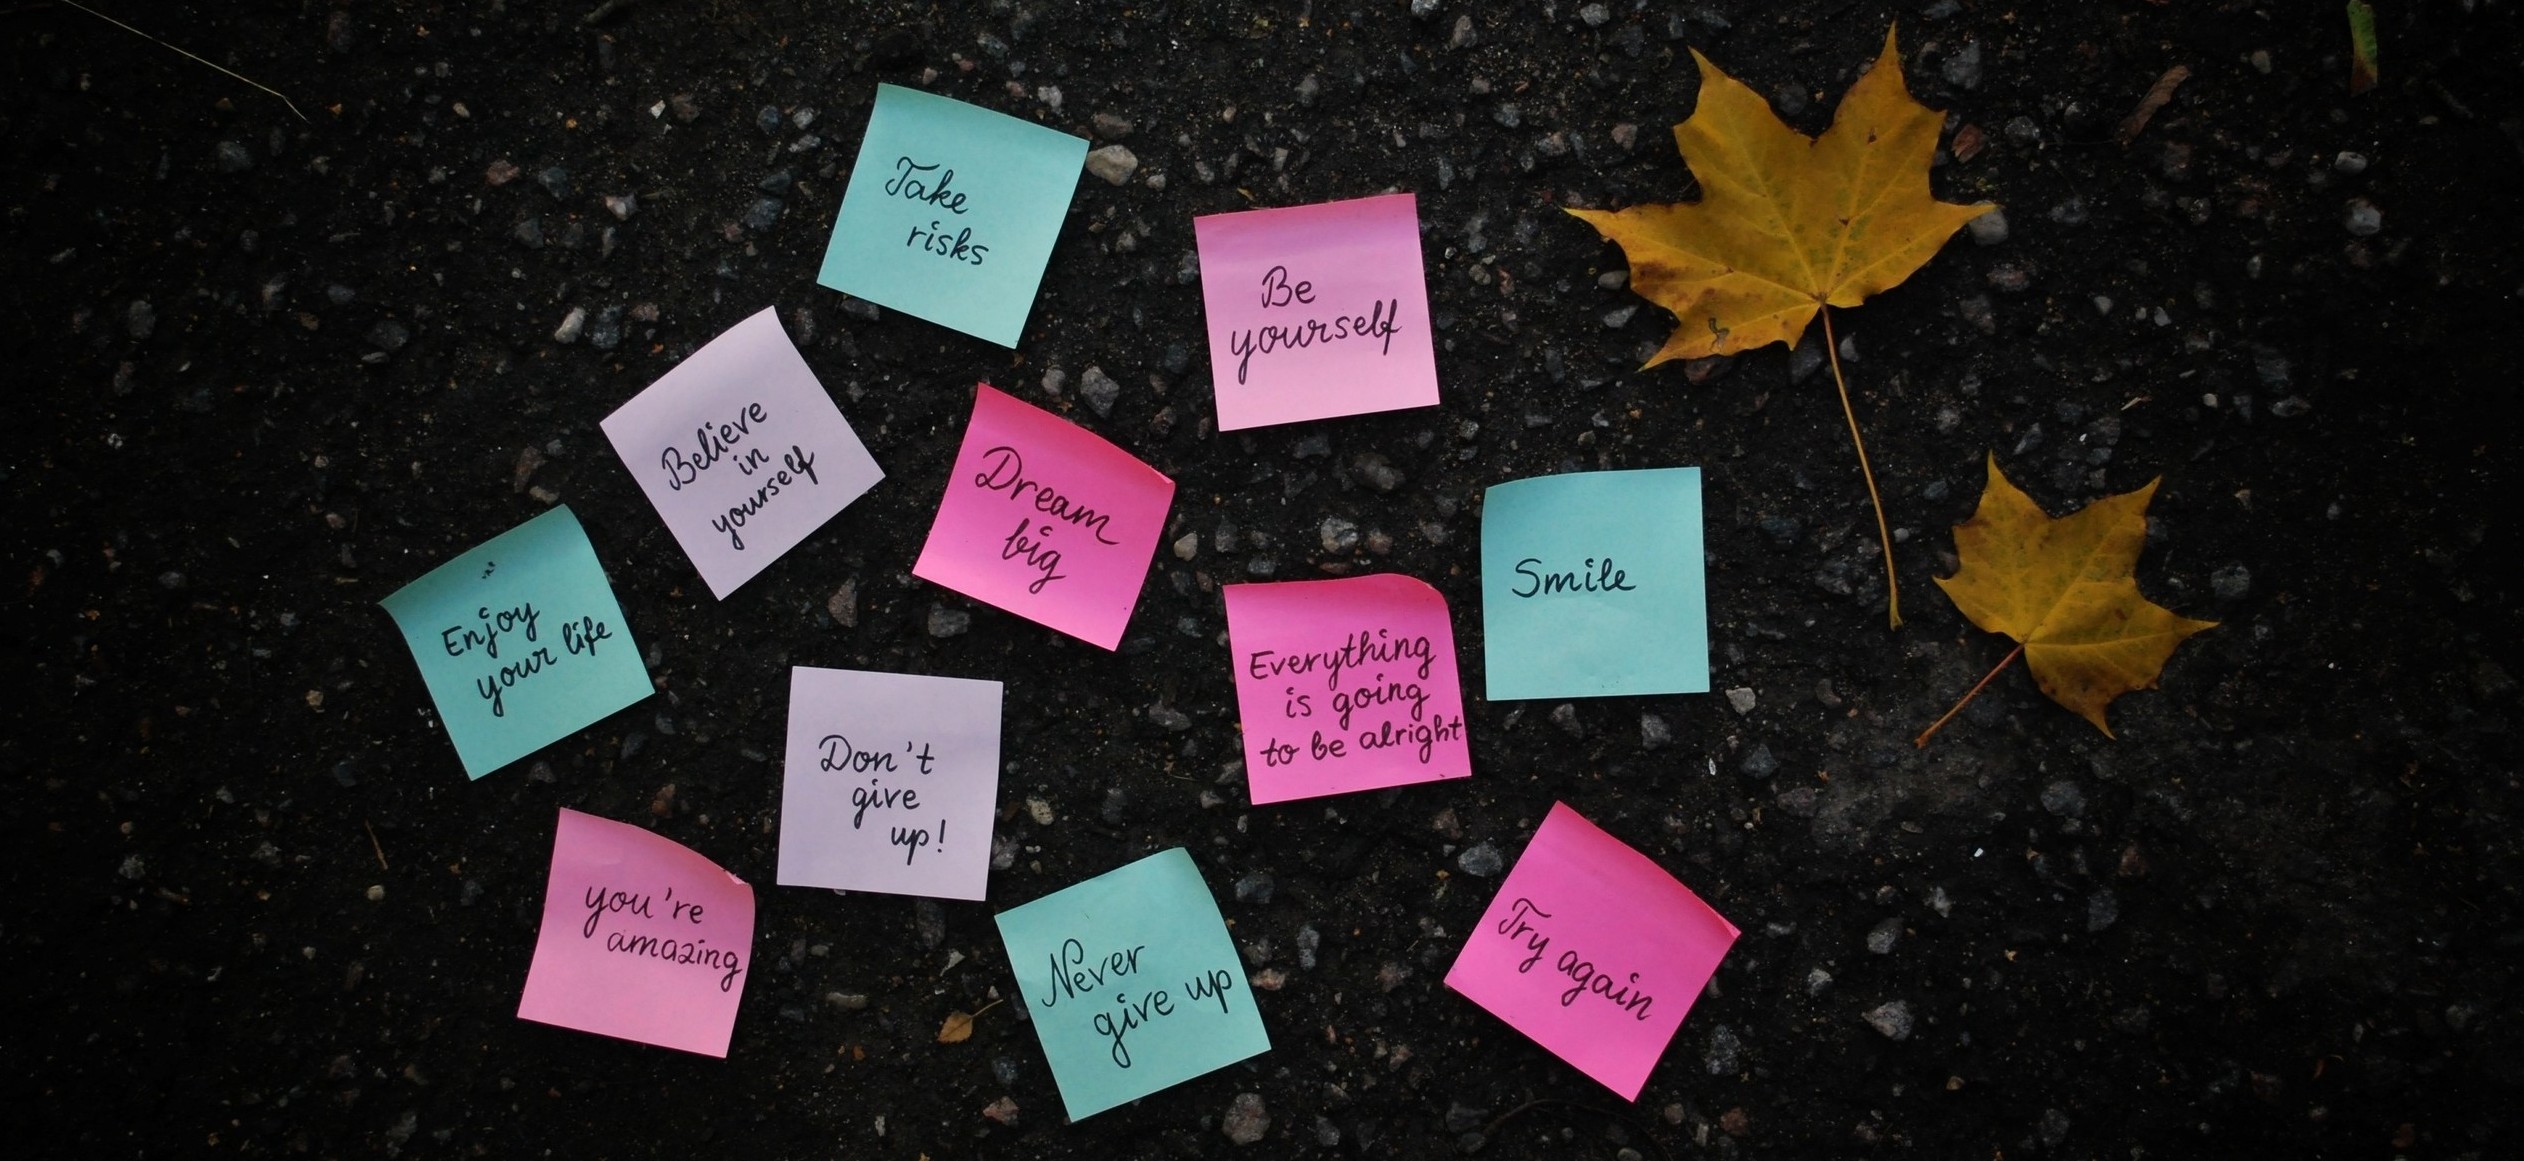 Take
risks
Be
yourself
Believe
in
yourself
Dream
big
Smile
Enjoy
your life
Everything
is going
to be alright
Don't
give
up!
you're
amazing
Never
give up
Try again